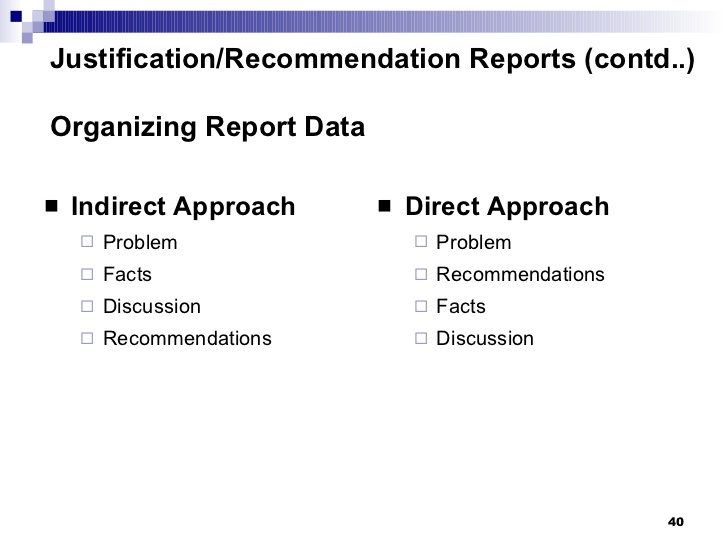 Justification/Recommendation Reports (contd..)
Organizing Report Data
Indirect Approach
Problem
Facts
Discussion
Recommendations
Direct Approach
Problem
Recommendations
Facts
Discussion
40